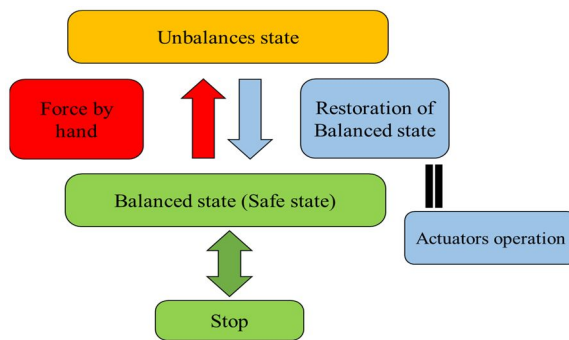 Unbalances state
Force by
hand
Restoration of
Balanced state
Balanced state (Safe state)
Actuators operation
Stop